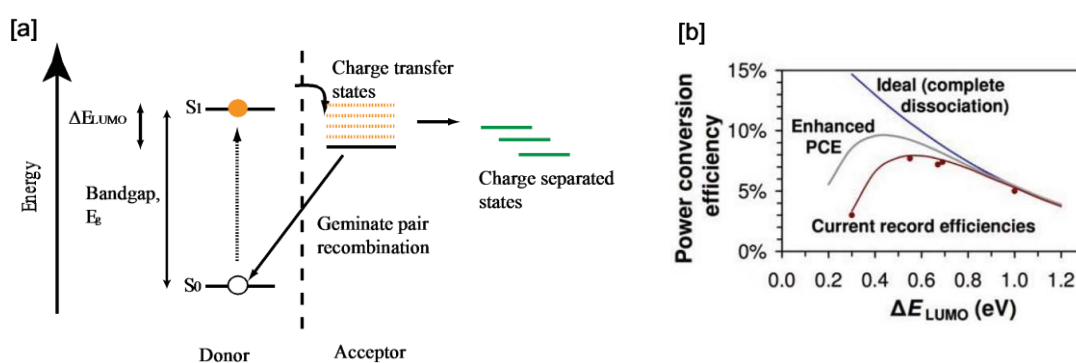 [a]
Energy
S1
ΔELUMO
Bandgap,
Eg
S0
Charge transfer
states
Geminate pair
recombination
Charge separated
states
Donor
Acceptor
[b]
Power conversion
efficiency
15%
10%
5%
0%
Ideal (complete
dissociation)
Enhanced
PCE
Current record efficiencies
0.0 0.2 0.4 0.6 0.8 1.0 1.2
ΔELUMO (eV)